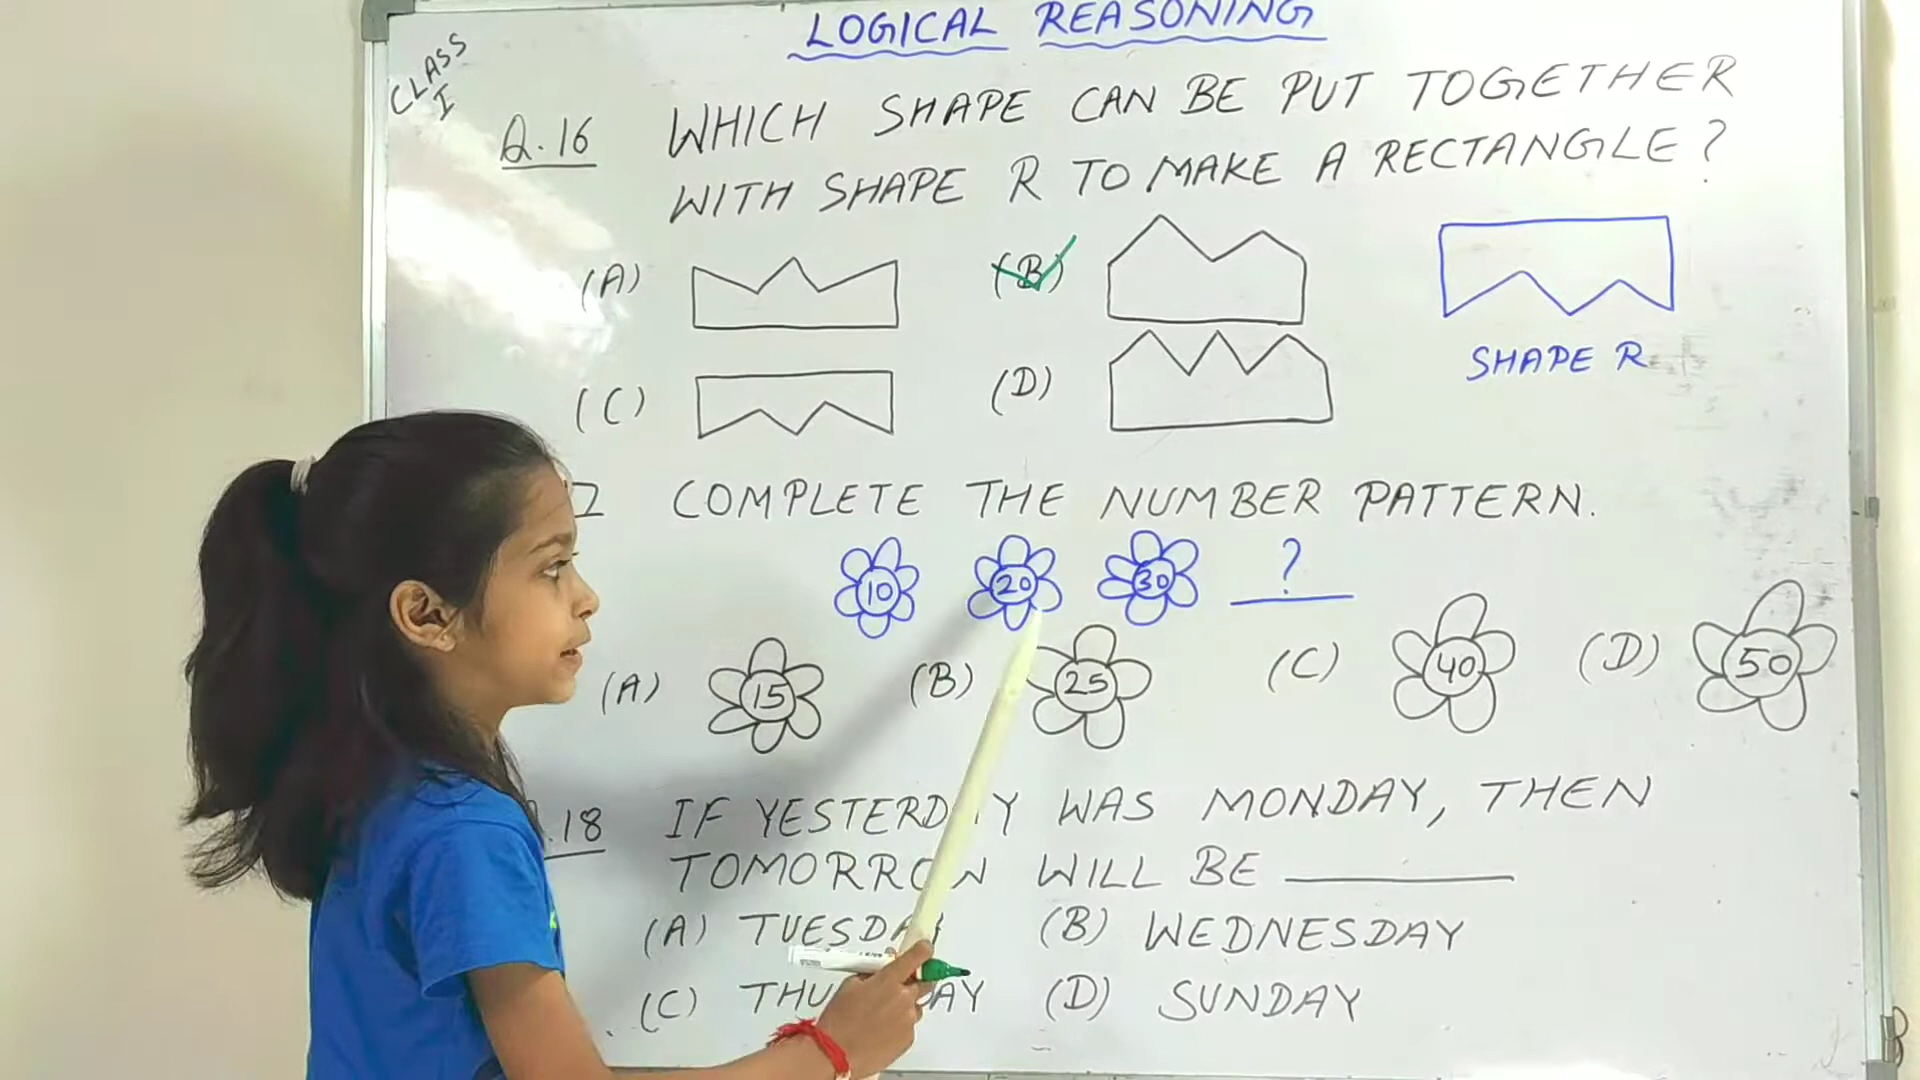 LOGICAL REASONING
CLASS
I
Q.16 WHICH SHAPE CAN BE PUT TOGETHER
WITH SHAPE R TO MAKE A RECTANGLE?
(A) (B)
SHAPE R
(C) (D)
COMPLETE THE NUMBER PATTERN.
10 20 30 ?
(A) 15 (B) 25 (C) 40 (D) 50
.18 IF YESTERDAY WAS MONDAY, THEN
TOMORROW WILL BE
(A) TUESDAY (B) WEDNESDAY
(C) THURSDAY (D) SUNDAY